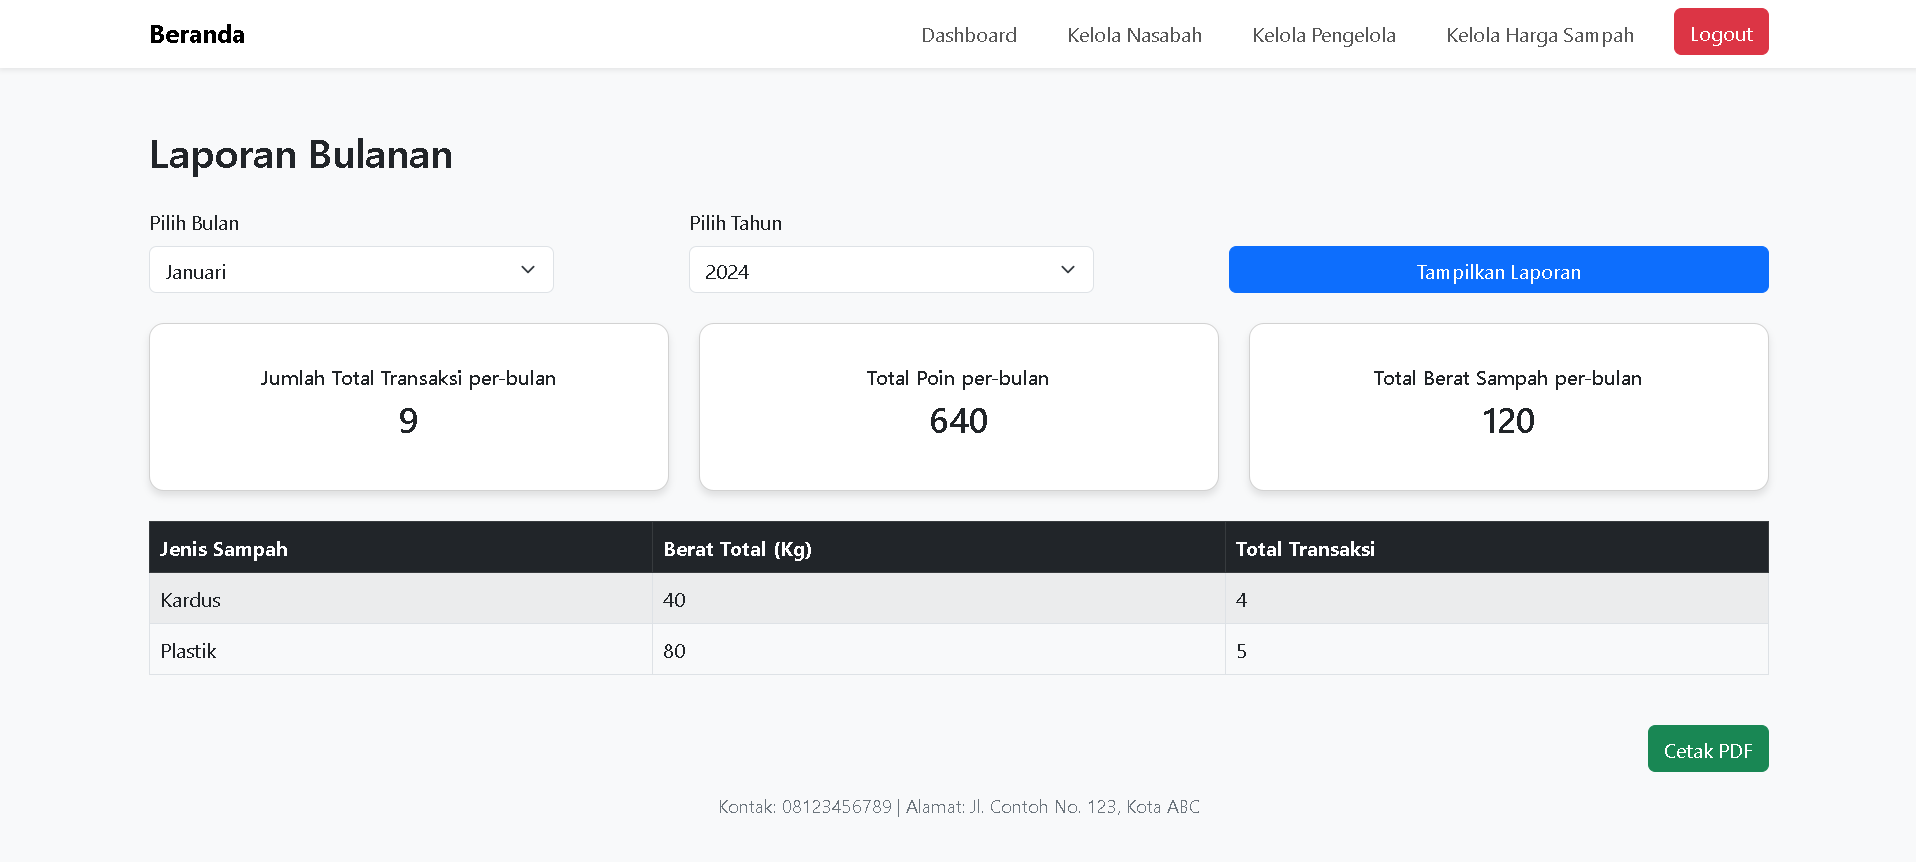 Beranda Dashboard Kelola Nasabah Kelola Pengelola Kelola Harga Sampah Logout
Laporan Bulanan
Pilih Bulan Pilih Tahun
Januari 2024 Tampilkan Laporan
Jumlah Total Transaksi per-bulan Total Poin per-bulan Total Berat Sampah per-bulan
9 640 120
Jenis Sampah Berat Total (Kg) Total Transaksi
Kardus 40 4
Plastik 80 5
Cetak PDF
Kontak: 08123456789 | Alamat: Jl. Contoh No. 123, Kota ABC